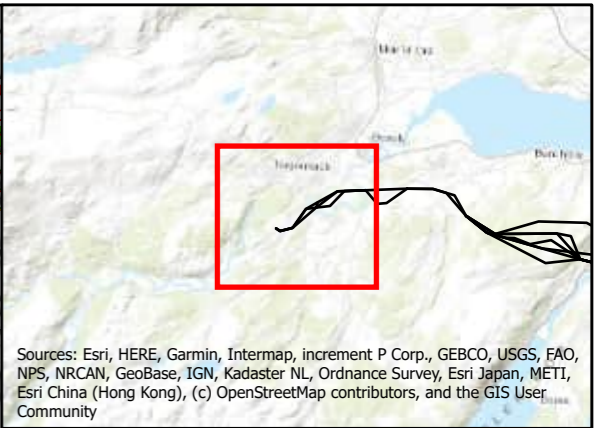 Sources: Esri, HERE, Garmin, Intermap, increment P Corp., GEBCO, USGS, FAO,
NPS, NRCAN, GeoBase, IGN, Kadaster NL, Ordnance Survey, Esri Japan, METI,
Esri China (Hong Kong), (c) OpenStreetMap contributors, and the GIS User
Community